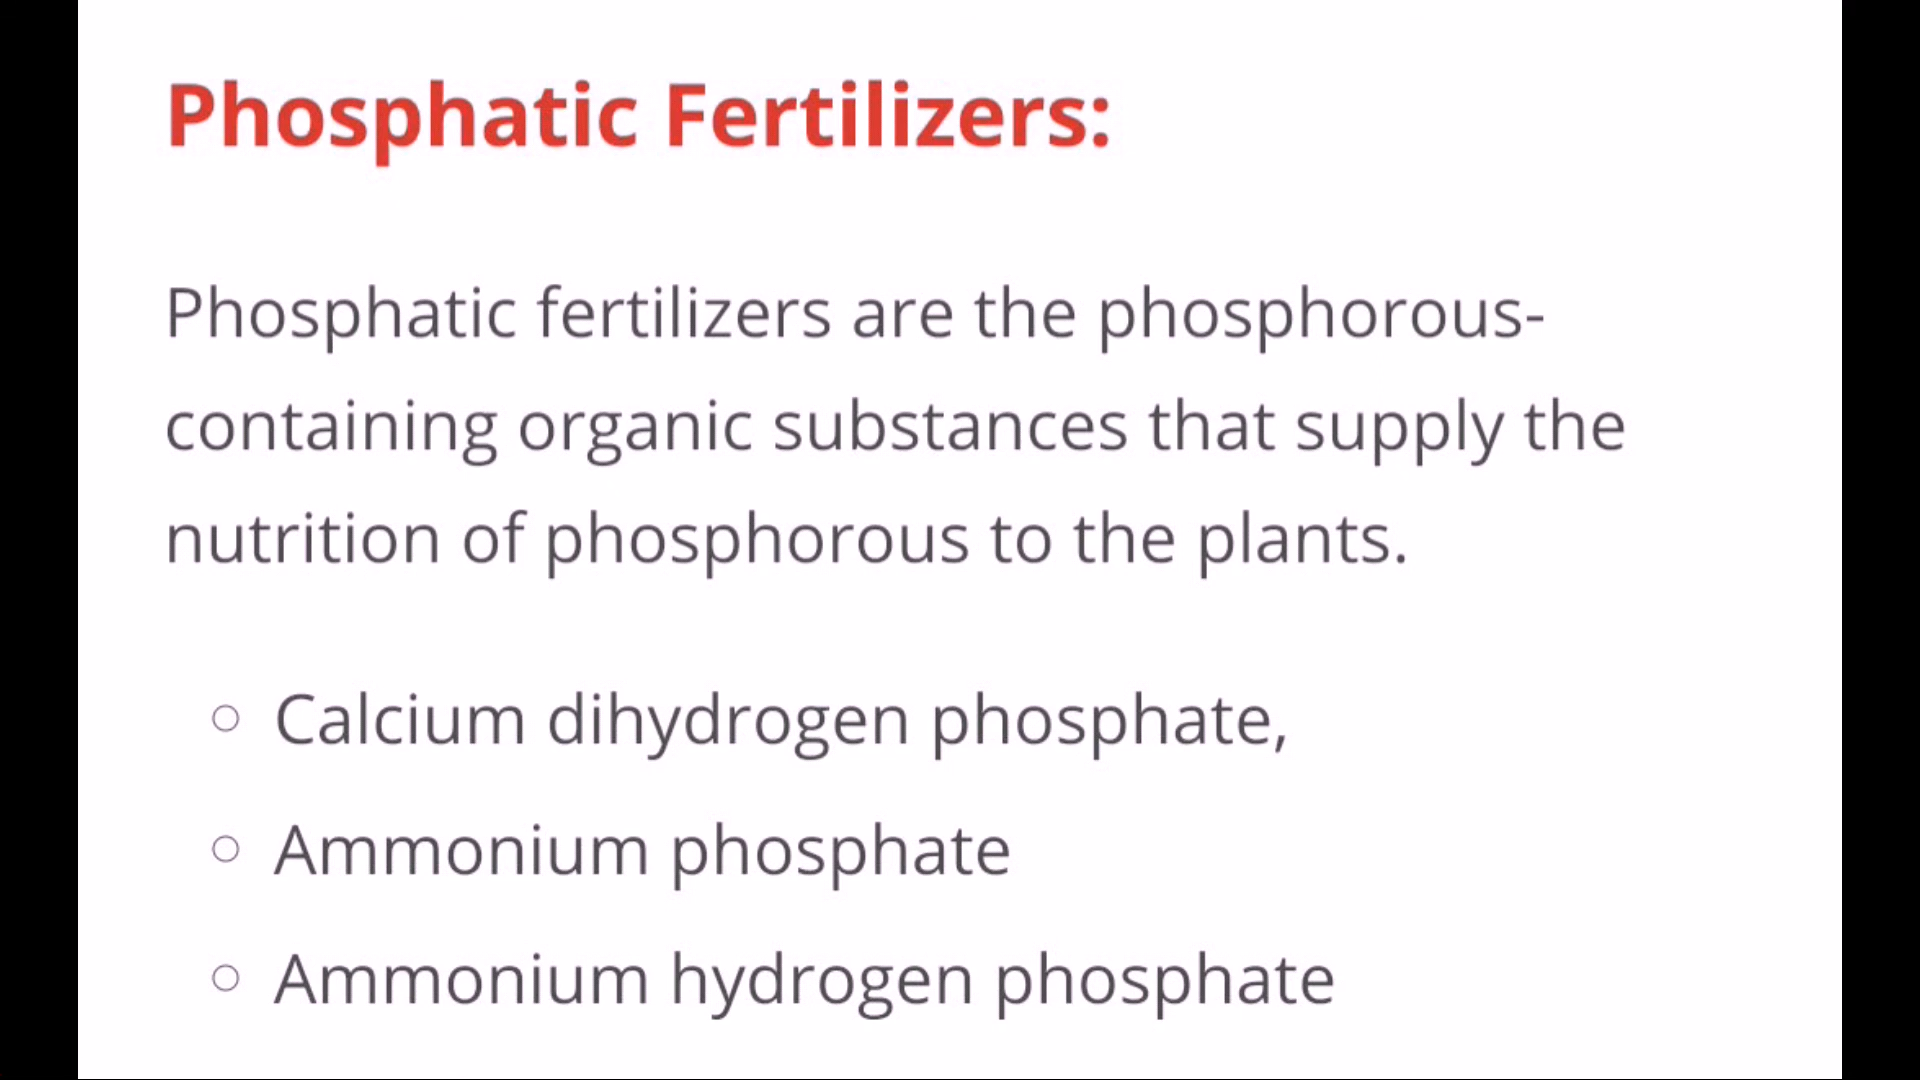 Phosphatic Fertilizers:
Phosphatic fertilizers are the phosphorous-
containing organic substances that supply the
nutrition of phosphorous to the plants.
Calcium dihydrogen phosphate,
Ammonium phosphate
Ammonium hydrogen phosphate